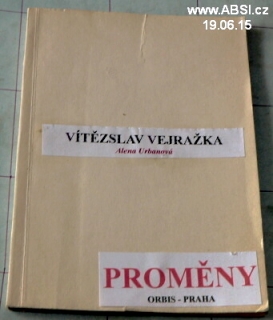 www.ABSI.cz
19.06.15
VÍTĚZSLAV VEJRAŽKA
Alena Urbanová
PROMĚNY
ORBIS - PRAHA